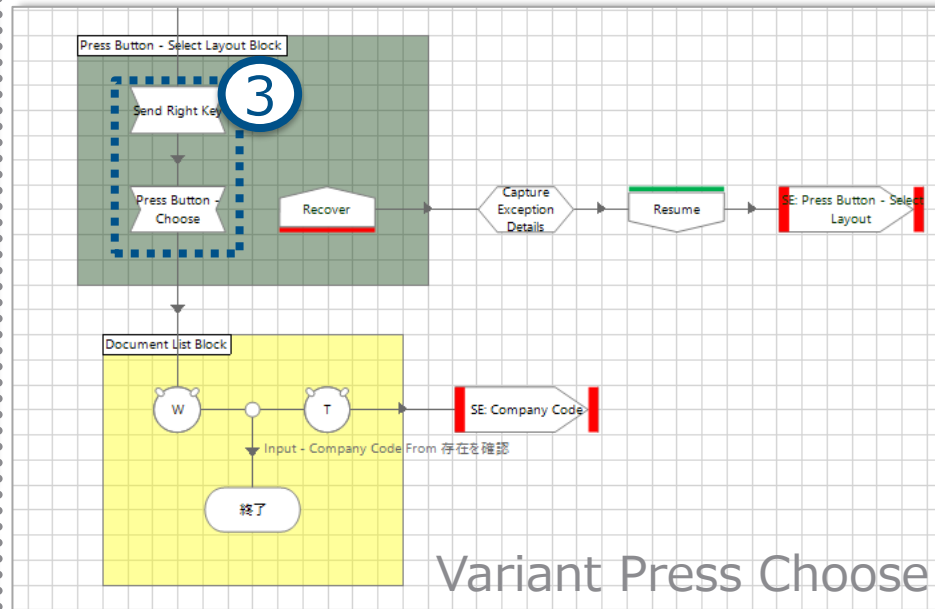 Press Button - Select Layout Block
3
Send Right Key
Press Button -
Choose
Recover
Capture
Exception
Details
Resume
SE: Press Button - Select
Layout
Document List Block
W
T
SE: Company Code
Input - Company Code From 存在を確認
終了
Variant Press Choose